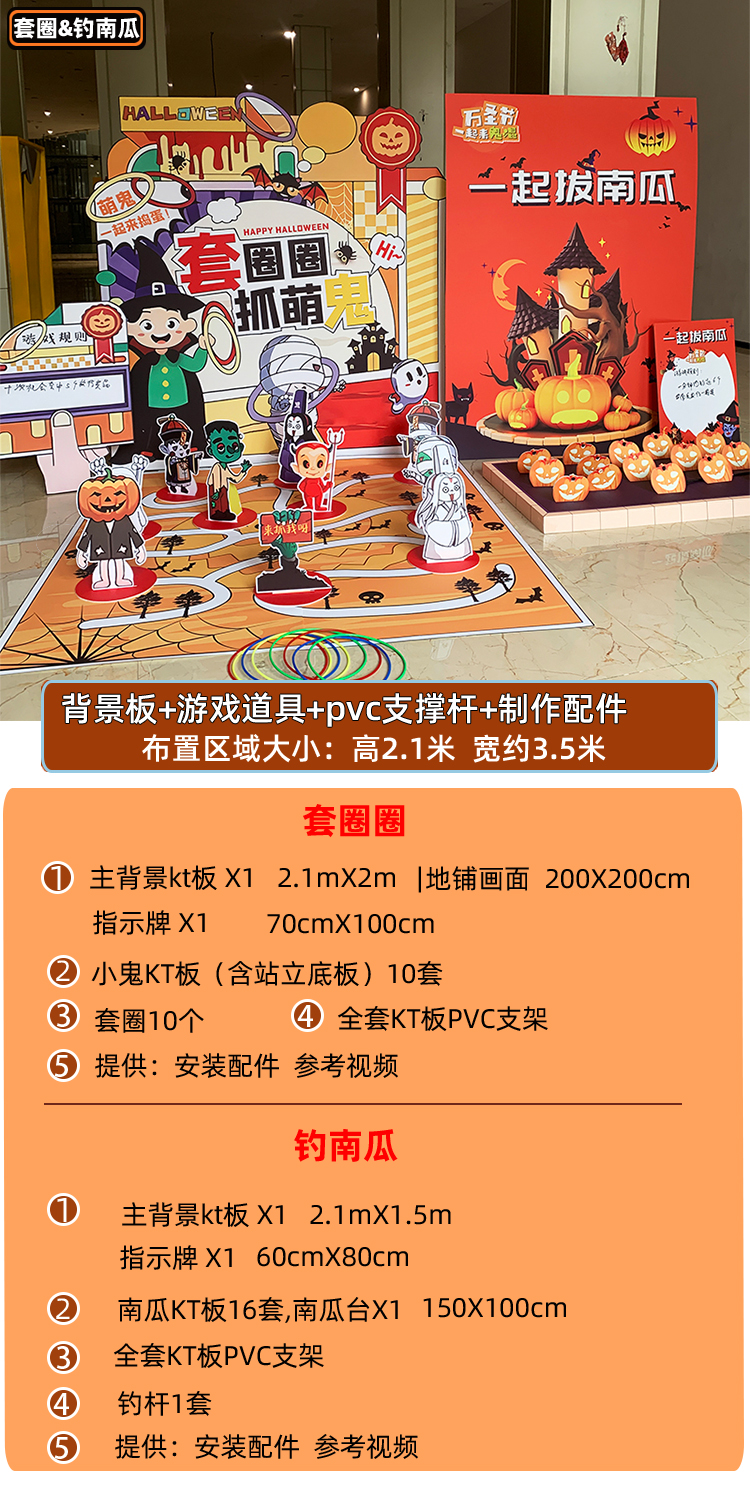 套圈&钓南瓜
HALLOWEEN
萌鬼
一起来捣蛋!
HAPPY HALLOWEEN
套圈圈
抓萌鬼
Hi~
游戏规则
来抓我呀
万圣节
一起来鬼混
一起拔南瓜
一起拔南瓜
背景板+游戏道具+pvc支撑杆+制作配件
布置区域大小：高2.1米 宽约3.5米
套圈圈
① 主背景kt板 X1 2.1mX2m |地铺画面 200X200cm
指示牌 X1 70cmX100cm
② 小鬼KT板（含站立底板）10套
③ 套圈10个 ④ 全套KT板PVC支架
⑤ 提供：安装配件 参考视频
钓南瓜
① 主背景kt板 X1 2.1mX1.5m
指示牌 X1 60cmX80cm
② 南瓜KT板16套,南瓜台X1 150X100cm
③ 全套KT板PVC支架
④ 钓杆1套
⑤ 提供：安装配件 参考视频